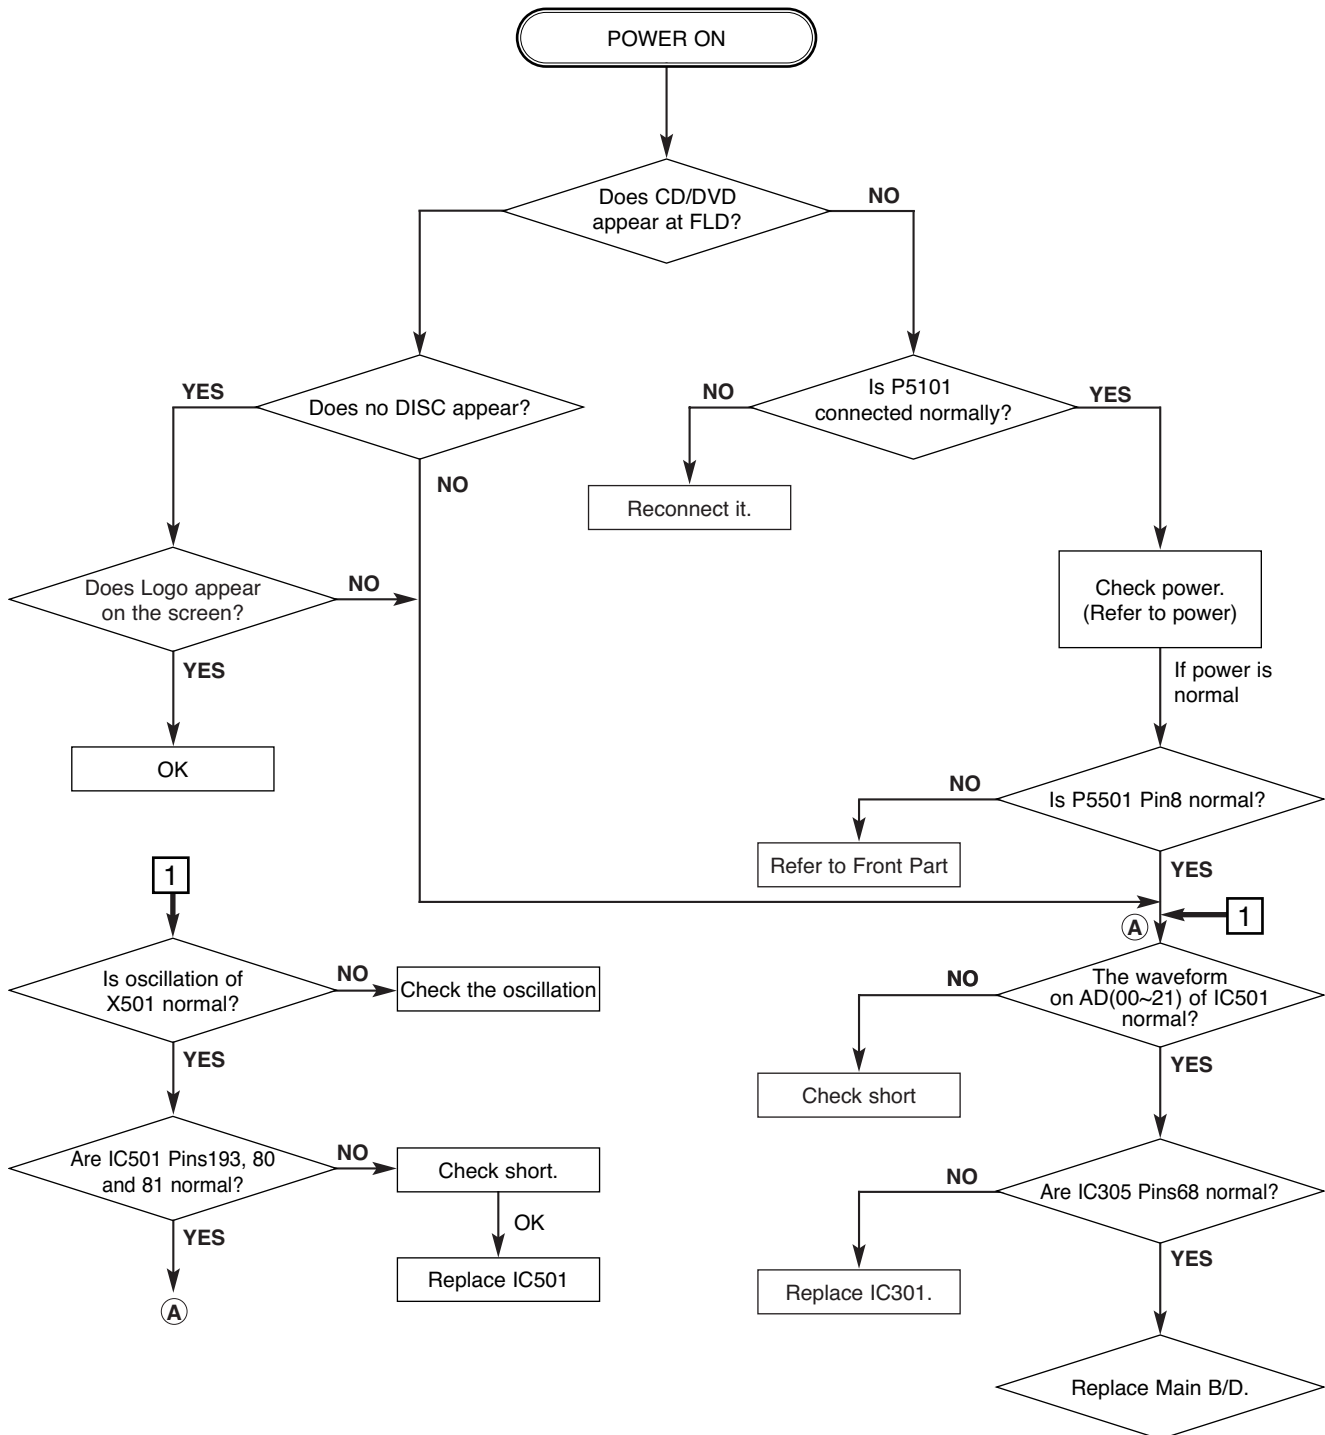 POWER ON
Does CD/DVD
appear at FLD?
NO
Does no DISC appear?
YES
NO
Is P5101
connected normally?
NO
YES
Reconnect it.
Does Logo appear
on the screen?
NO
YES
OK
Check power.
(Refer to power)
If power is
normal
Is P5501 Pin8 normal?
NO
Refer to Front Part
YES
1
A
1
Is oscillation of
X501 normal?
NO
Check the oscillation
YES
Are IC501 Pins193, 80
and 81 normal?
NO
Check short.
OK
Replace IC501
YES
A
The waveform
on AD(00~21) of IC501
normal?
NO
Check short
YES
Are IC305 Pins68 normal?
NO
Replace IC301.
YES
Replace Main B/D.